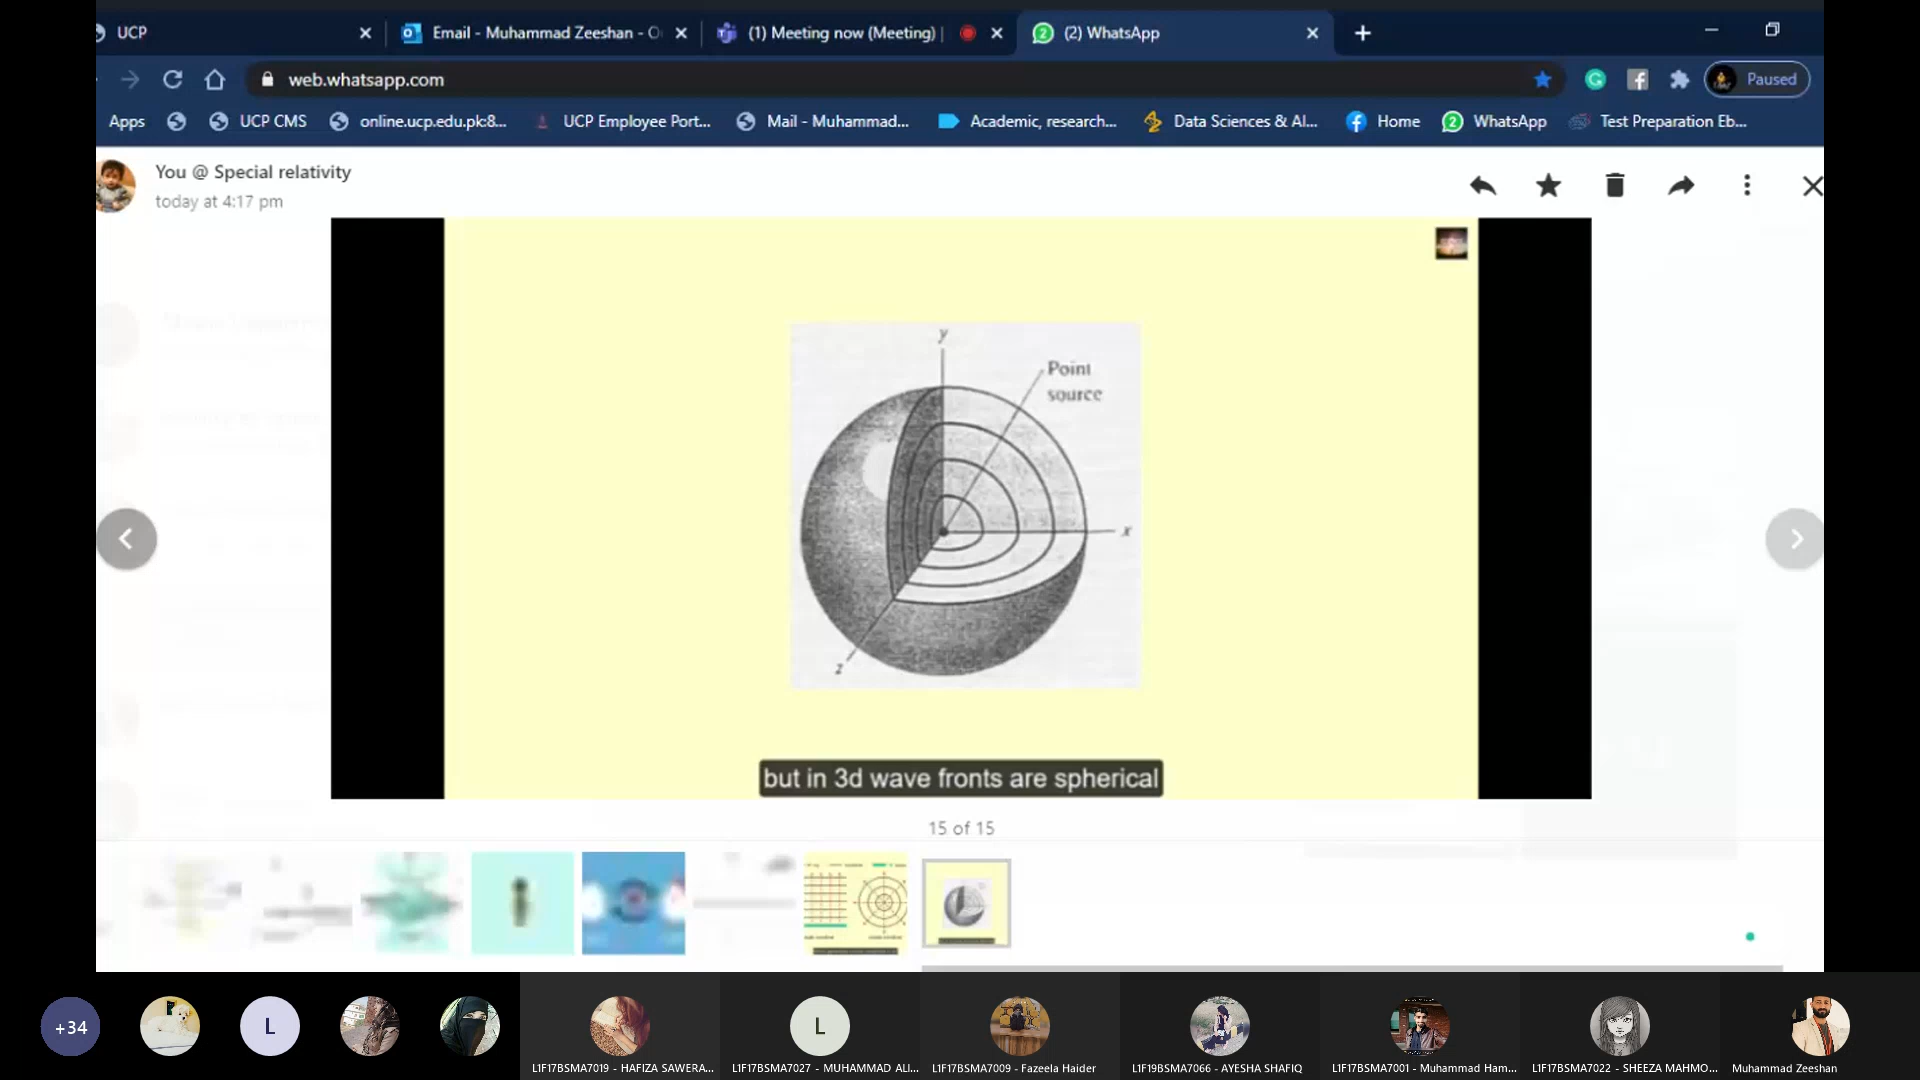 UCP
Email - Muhammad Zeeshan - O
(1) Meeting now (Meeting) |
(2) WhatsApp
web.whatsapp.com
Paused
Apps
UCP CMS
online.ucp.edu.pk:8...
UCP Employee Port...
Mail - Muhammad...
Academic, research...
Data Sciences & Al...
Home
WhatsApp
Test Preparation Eb...
You @ Special relativity
today at 4:17 pm
y
Point
source
x
z
but in 3d wave fronts are spherical
15 of 15
+34
L
L
L1F17BSMA7019 - HAFIZA SAWERA...
L1F17BSMA7027 - MUHAMMAD ALI...
L1F17BSMA7009 - Fazeela Haider
L1F19BSMA7066 - AYESHA SHAFIQ
L1F17BSMA7001 - Muhammad Ham...
L1F17BSMA7022 - SHEEZA MAHMO...
Muhammad Zeeshan